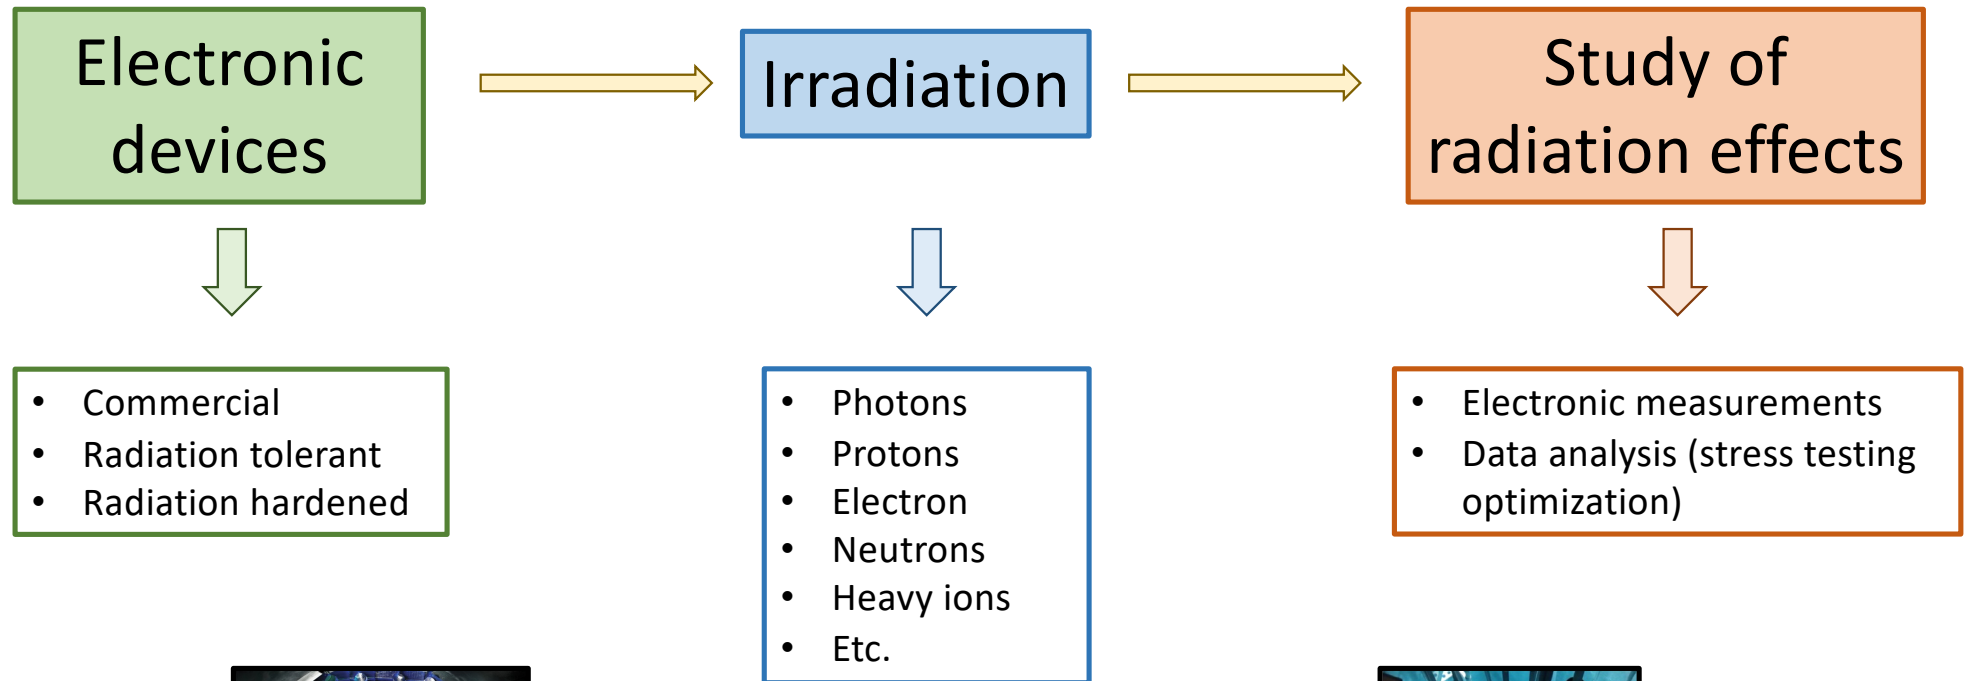 Electronic
devices
Irradiation
Study of
radiation effects
• Commercial
• Radiation tolerant
• Radiation hardened
• Photons
• Protons
• Electron
• Neutrons
• Heavy ions
• Etc.
• Electronic measurements
• Data analysis (stress testing
optimization)